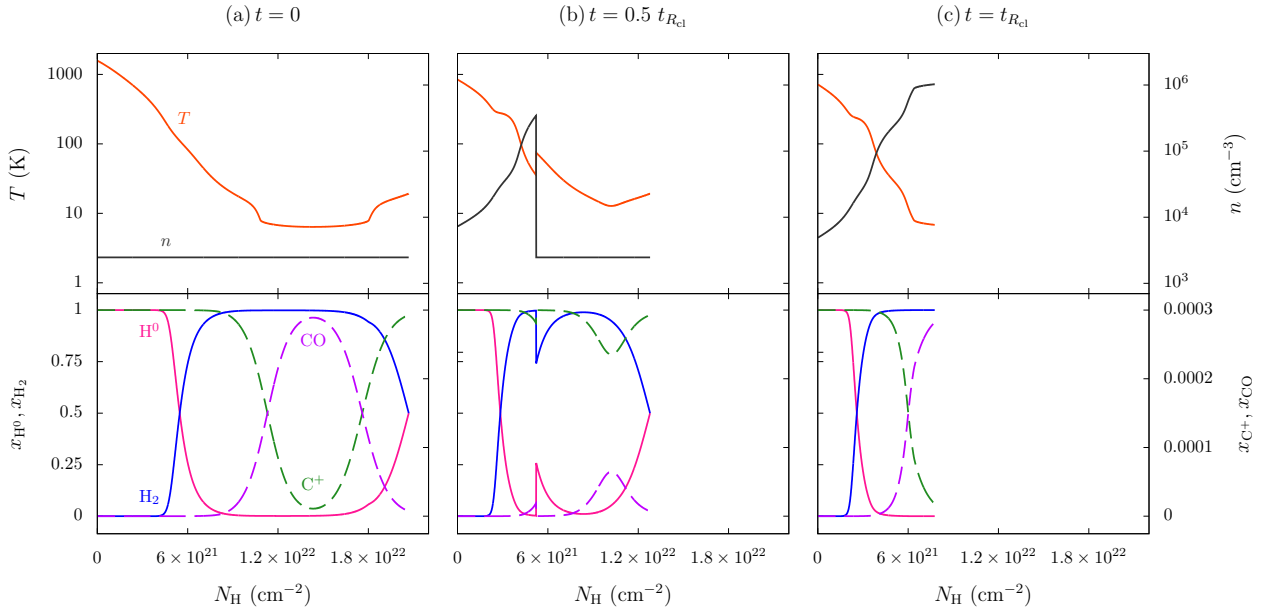 (a) t = 0
(b) t = 0.5 t_{R_{cl}}
(c) t = t_{R_{cl}}
T (K)
1000
100
10
1
T
n
10^6
10^5
10^4
10^3
n (cm^{−3})
x_{H^0}, x_{H_2}
1
0.75
0.5
0.25
0
H^0
H_2
CO
C^+
0.0003
0.0002
0.0001
0
x_{C^+}, x_{CO}
0 6 × 10^{21} 1.2 × 10^{22} 1.8 × 10^{22}
0 6 × 10^{21} 1.2 × 10^{22} 1.8 × 10^{22}
0 6 × 10^{21} 1.2 × 10^{22} 1.8 × 10^{22}
N_H (cm^{−2})
N_H (cm^{−2})
N_H (cm^{−2})